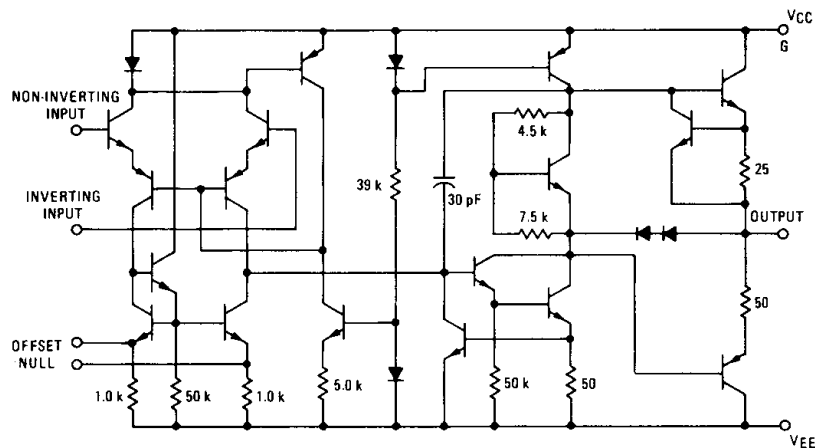 VCC
G
NON-INVERTING
INPUT
4.5 k
25
39 k
30 pF
INVERTING
INPUT
7.5 k
OUTPUT
50
OFFSET
NULL
1.0 k
50 k
1.0 k
5.0 k
50 k
50
VEE